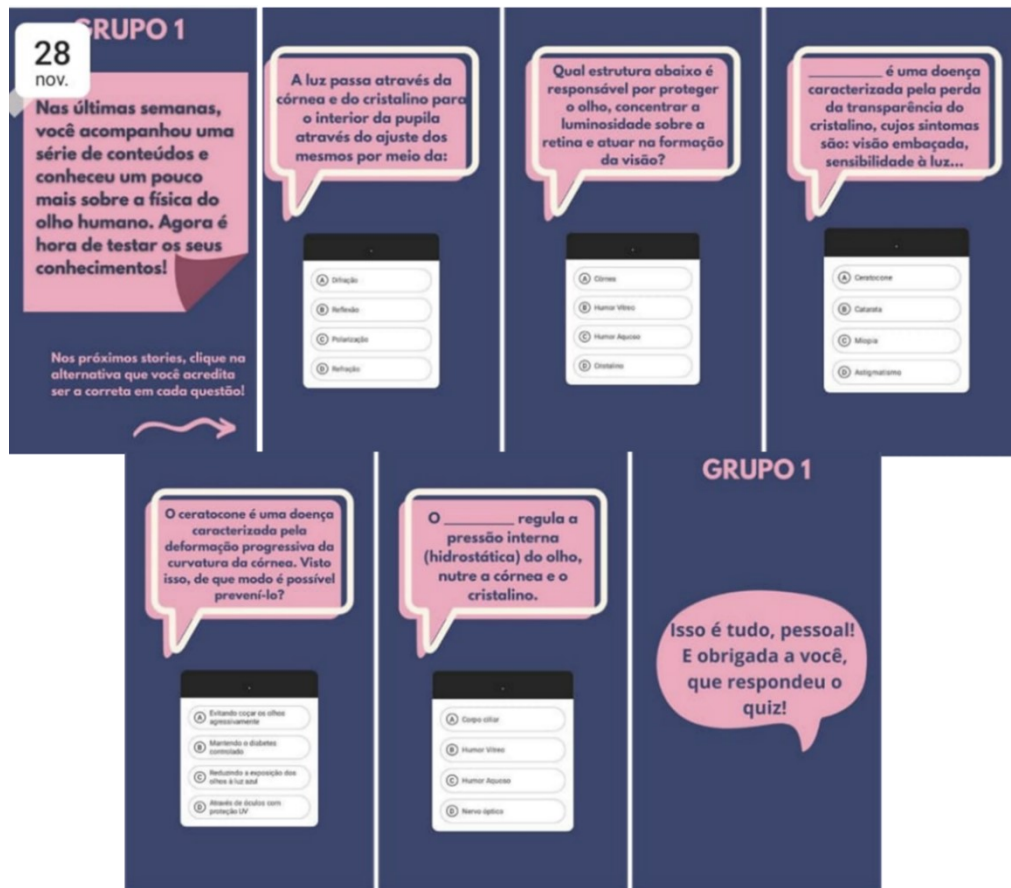 GRUPO 1
28
nov.
Nas últimas semanas,
você acompanhou uma
série de conteúdos e
conheceu um pouco
mais sobre a física do
olho humano. Agora é
hora de testar os seus
conhecimentos!
Nos próximos stories, clique na
alternativa que você acredita
ser a correta em cada questão!
A luz passa através da
córnea e do cristalino para
o interior da pupila
através do ajuste dos
mesmos por meio da:
A Difração
B Reflexão
C Polarização
D Refração
Qual estrutura abaixo é
responsável por proteger
o olho, concentrar a
luminosidade sobre a
retina e atuar na formação
da visão?
A Córnea
B Humor Vítreo
C Humor Aquoso
D Cristalino
__________ é uma doença
caracterizada pela perda
da transparência do
cristalino, cujos sintomas
são: visão embaçada,
sensibilidade à luz...
A Ceratocone
B Catarata
C Miopia
D Astigmatismo
O ceratocone é uma doença
caracterizada pela
deformação progressiva da
curvatura da córnea. Visto
isso, de que modo é possível
prevení-lo?
A Evitando coçar os olhos
agressivamente
B Mantendo o diabetes
controlado
C Reduzindo a exposição dos
olhos à luz azul
D Através de óculos com
proteção UV
O __________ regula a
pressão interna
(hidrostática) do olho,
nutre a córnea e o
cristalino.
A Corpo ciliar
B Humor Vítreo
C Humor Aquoso
D Nervo óptico
GRUPO 1
Isso é tudo, pessoal!
E obrigada a você,
que respondeu o
quiz!